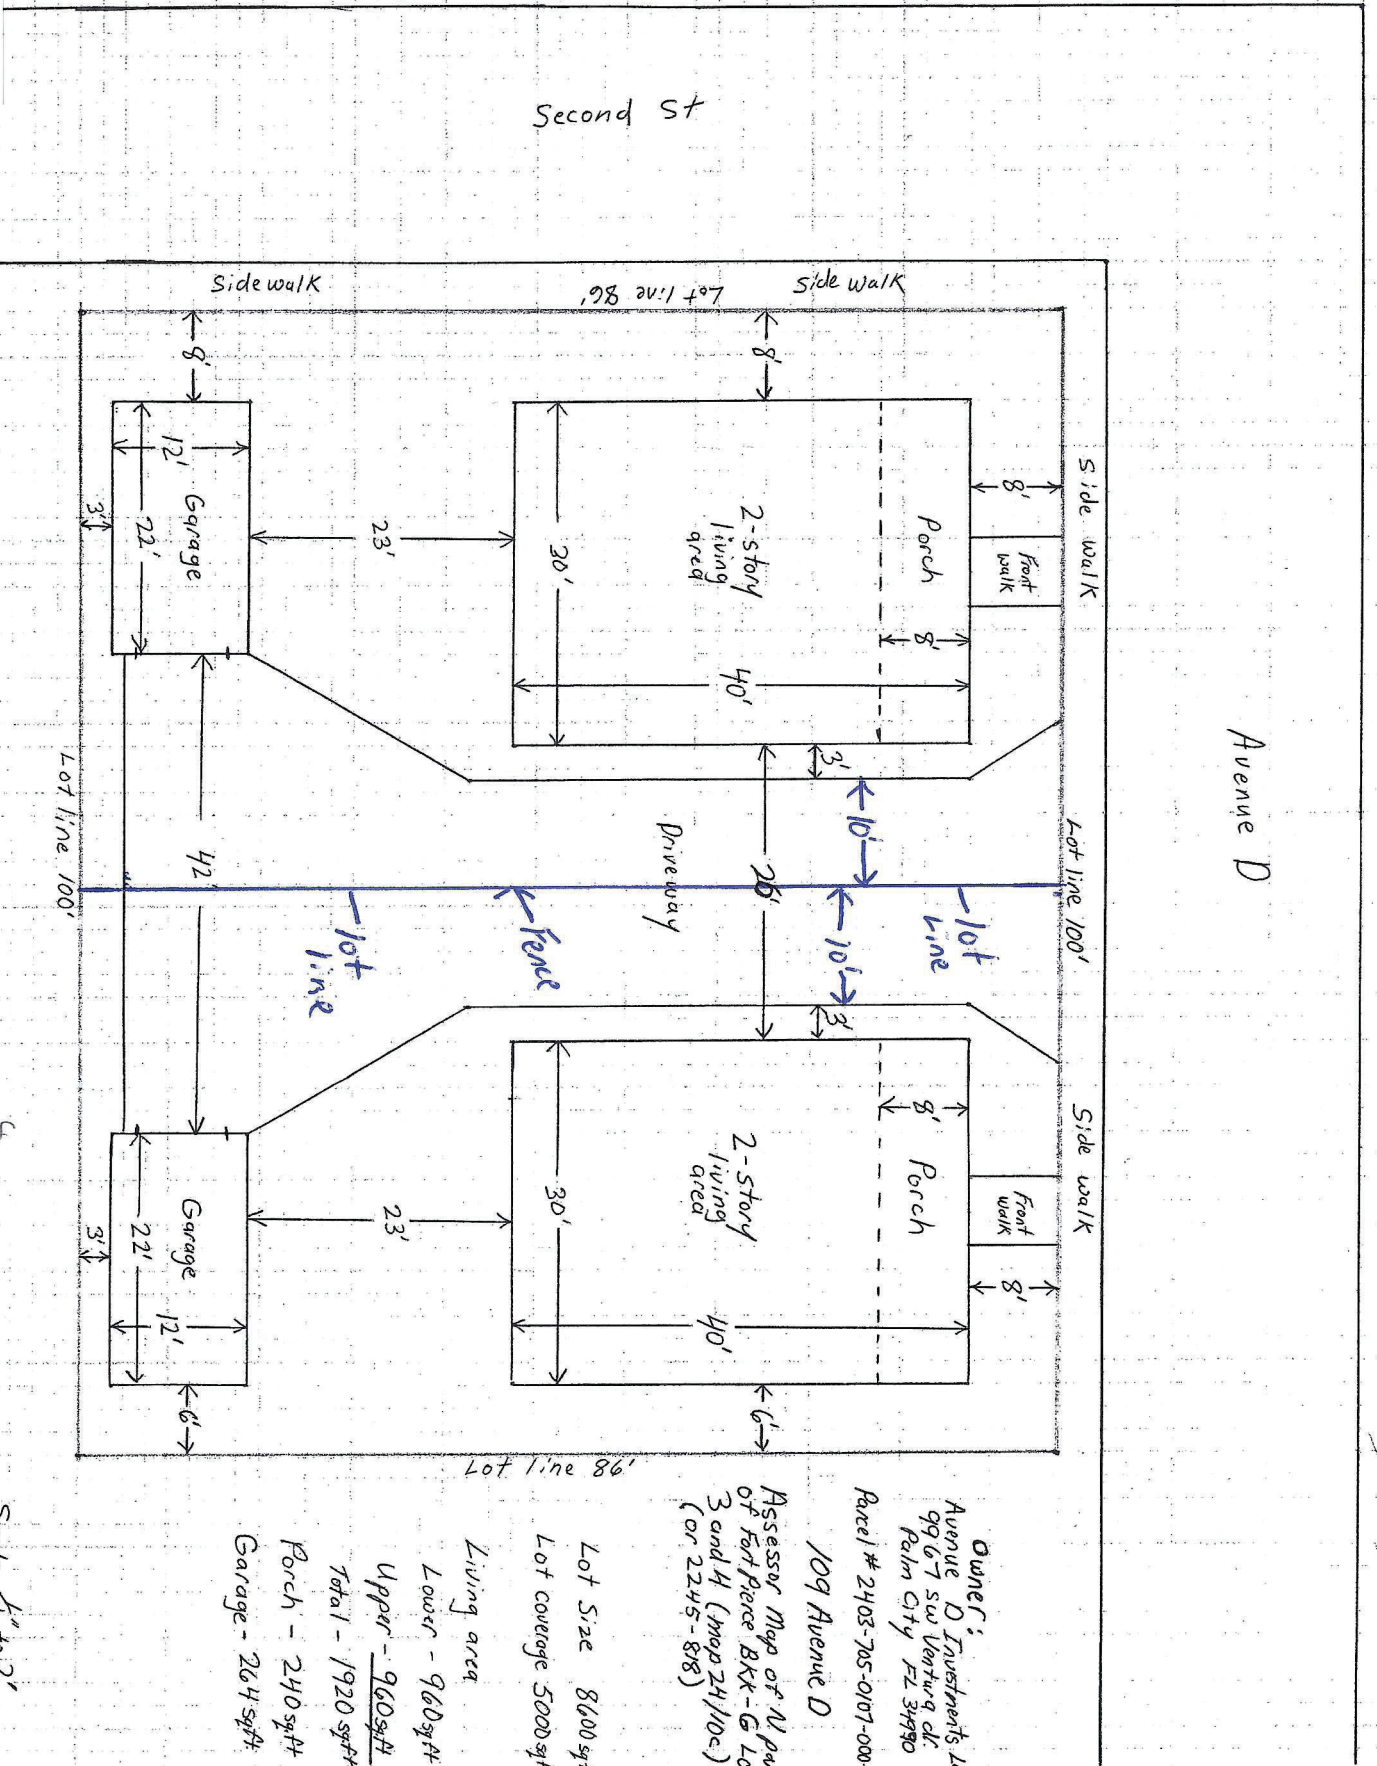 Second St
Avenue D
Side walk
Lot line 100'
Side walk
Sidewalk
Lot line 86'
Side walk
8'
8'
8'
Front
walk
Porch
8'
2-story
living
area
40'
30'
3'
23'
Garage
12'
22'
3'
10'
10'
lot
Line
Driveway
26'
Fence
lot
line
42'
Lot line 100'
3'
8'
Front
walk
Porch
8'
2-story
living
area
40'
30'
6'
23'
Garage
12'
22'
3'
6'
Lot line 86'
Owner:
Avenue D Investments
9967 SW Ventura dr.
Palm City FL 34990
Parcel # 2403-705-0107-000
109 Avenue D
Assessor Map of N
of Fort Pierce BKK-G
3 and 4 (map 24/10c)
(or 2245-818)
Lot Size 8600
Lot coverage 5000
Living area
Lower - 960 sqft
Upper - 960 sqft
Total - 1920 sqft
Porch - 240 sqft
Garage - 264 sqft